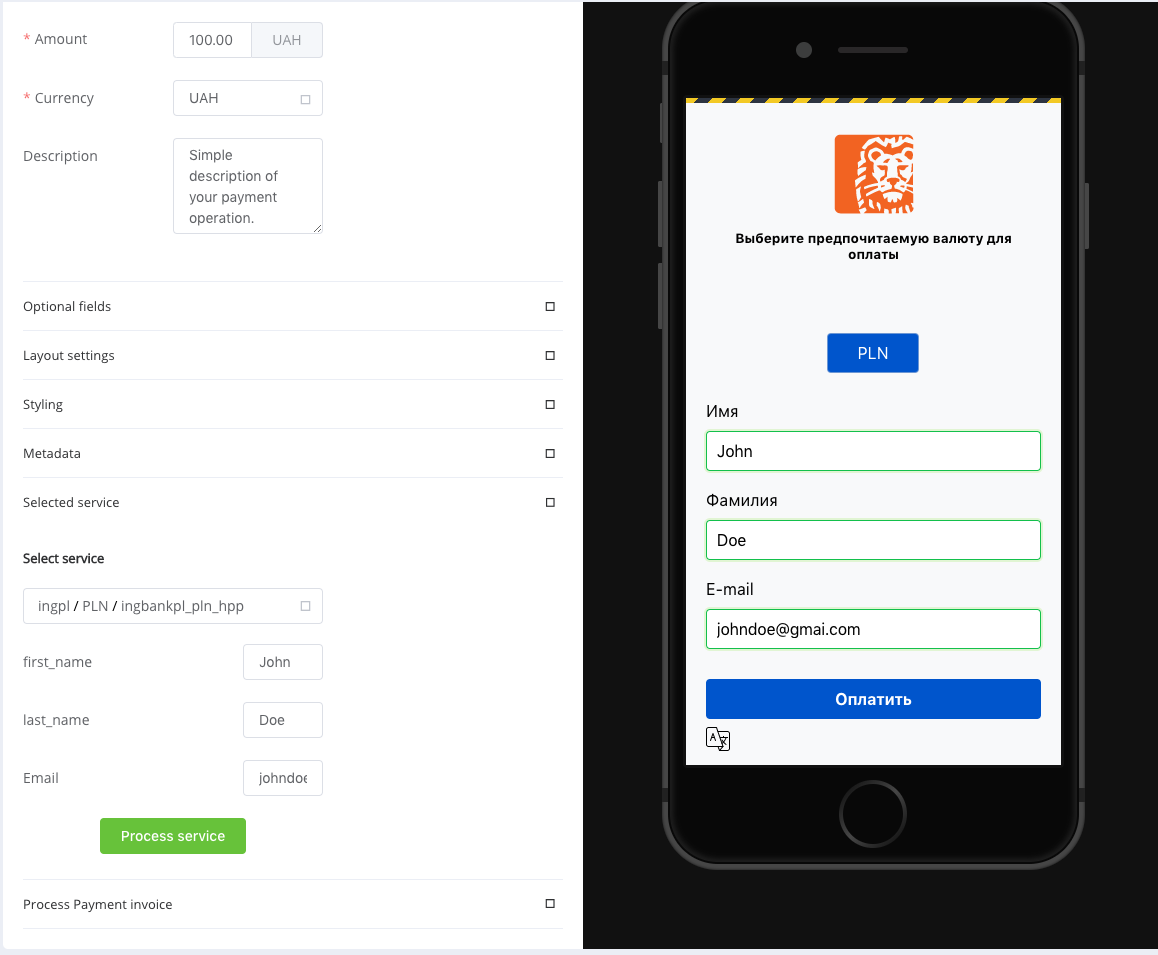 * Amount
100.00 UAH
* Currency
UAH
Description
Simple
description of
your payment
operation.
Optional fields
Layout settings
Styling
Metadata
Selected service
Select service
ingpl / PLN / ingbankpl_pln_hpp
first_name
John
last_name
Doe
Email
johndoe
Process service
Process Payment invoice
Выберите предпочитаемую валюту для
оплаты
PLN
Имя
John
Фамилия
Doe
E-mail
johndoe@gmai.com
Оплатить
A